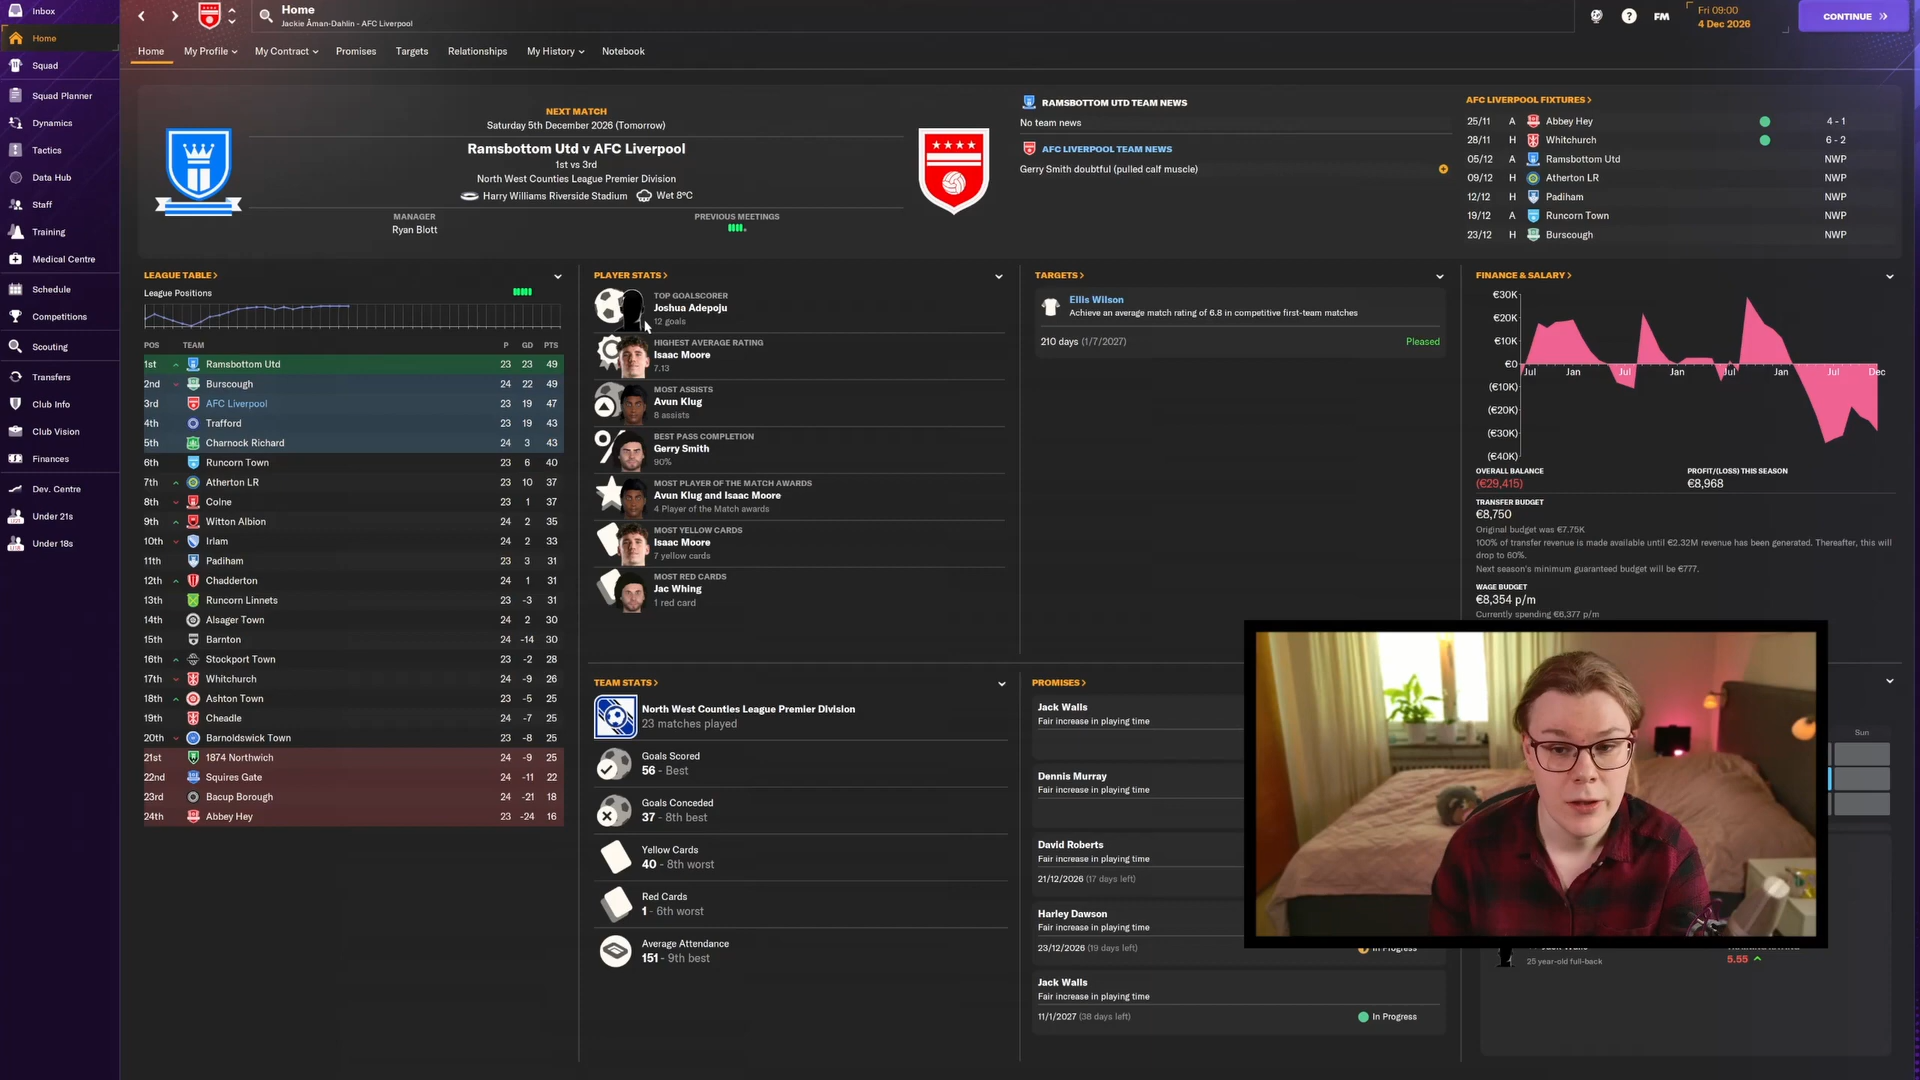 Inbox
Home
Squad
Squad Planner
Dynamics
Tactics
Data Hub
Staff
Training
Medical Centre
Schedule
Competitions
Scouting
Transfers
Club Info
Club Vision
Finances
Dev. Centre
Under 21s
Under 18s
Home
Jackie Åman-Dahlin - AFC Liverpool
FM
Fri 09:00
4 Dec 2026
CONTINUE
Home My Profile My Contract Promises Targets Relationships My History Notebook
NEXT MATCH
Saturday 5th December 2026 (Tomorrow)
Ramsbottom Utd v AFC Liverpool
1st vs 3rd
North West Counties League Premier Division
Harry Williams Riverside Stadium Wet 8°C
MANAGER
Ryan Blott
PREVIOUS MEETINGS
RAMSBOTTOM UTD TEAM NEWS
No team news
AFC LIVERPOOL TEAM NEWS
Gerry Smith doubtful (pulled calf muscle)
AFC LIVERPOOL FIXTURES >
25/11 A Abbey Hey 4 - 1
28/11 H Whitchurch 6 - 2
05/12 A Ramsbottom Utd NWP
09/12 H Atherton LR NWP
12/12 H Padiham NWP
19/12 A Runcorn Town NWP
23/12 H Burscough NWP
LEAGUE TABLE >
League Positions
POS TEAM P GD PTS
1st Ramsbottom Utd 23 23 49
2nd Burscough 24 22 49
3rd AFC Liverpool 23 19 47
4th Trafford 23 19 43
5th Charnock Richard 24 3 43
6th Runcorn Town 23 6 40
7th Atherton LR 23 10 37
8th Colne 23 1 37
9th Witton Albion 24 2 35
10th Irlam 24 2 33
11th Padiham 23 3 31
12th Chadderton 24 1 31
13th Runcorn Linnets 23 -3 31
14th Alsager Town 24 2 30
15th Barnton 24 -14 30
16th Stockport Town 23 -2 28
17th Whitchurch 24 -9 26
18th Ashton Town 23 -5 25
19th Cheadle 24 -7 25
20th Barnoldswick Town 23 -8 25
21st 1874 Northwich 24 -9 25
22nd Squires Gate 24 -11 22
23rd Bacup Borough 24 -21 18
24th Abbey Hey 23 -24 16
PLAYER STATS >
TOP GOALSCORER
Joshua Adepoju
12 goals
HIGHEST AVERAGE RATING
Isaac Moore
7.13
MOST ASSISTS
Avun Klug
8 assists
BEST PASS COMPLETION
Gerry Smith
90%
MOST PLAYER OF THE MATCH AWARDS
Avun Klug and Isaac Moore
4 Player of the Match awards
MOST YELLOW CARDS
Isaac Moore
7 yellow cards
MOST RED CARDS
Jac Whing
1 red card
TEAM STATS >
North West Counties League Premier Division
23 matches played
Goals Scored
56 - Best
Goals Conceded
37 - 8th best
Yellow Cards
40 - 8th worst
Red Cards
1 - 6th worst
Average Attendance
151 - 9th best
TARGETS >
Ellis Wilson
Achieve an average match rating of 6.8 in competitive first-team matches
210 days (1/7/2027) Pleased
PROMISES >
Jack Walls
Fair increase in playing time
Dennis Murray
Fair increase in playing time
David Roberts
Fair increase in playing time
21/12/2026 (17 days left)
Harley Dawson
Fair increase in playing time
23/12/2026 (19 days left) In Progress
Jack Walls
Fair increase in playing time
11/1/2027 (38 days left) In Progress
FINANCE & SALARY >
€30K
€20K
€10K
€0
(€10K)
(€20K)
(€30K)
(€40K)
Jul Jan Jul Jan Jul Jan Jul Dec
OVERALL BALANCE
(€29,415)
PROFIT/(LOSS) THIS SEASON
€8,968
TRANSFER BUDGET
€8,750
Original budget was €7.75K
100% of transfer revenue is made available until €2.32M revenue has been generated. Thereafter, this will
drop to 60%.
Next season's minimum guaranteed budget will be €777.
WAGE BUDGET
€8,354 p/m
Currently spending €8,377 p/m
Sun
25 year-old full-back
5.55